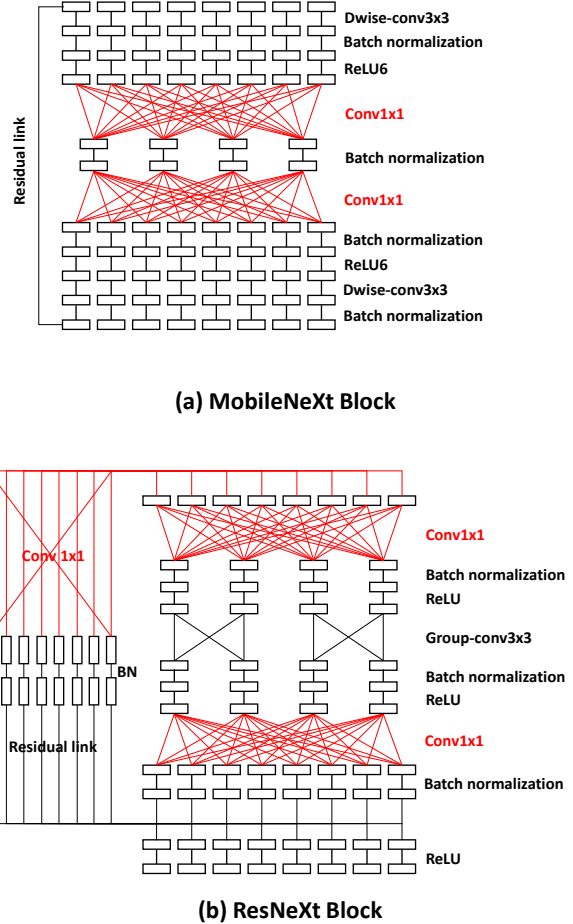 Dwise-conv3x3
Batch normalization
ReLU6
Conv1x1
Residual link
Batch normalization
Conv1x1
Batch normalization
ReLU6
Dwise-conv3x3
Batch normalization
(a) MobileNeXt Block
Conv1x1
Conv 1x1
Batch normalization
ReLU
Group-conv3x3
BN
Batch normalization
ReLU
Residual link
Conv1x1
Batch normalization
ReLU
(b) ResNeXt Block